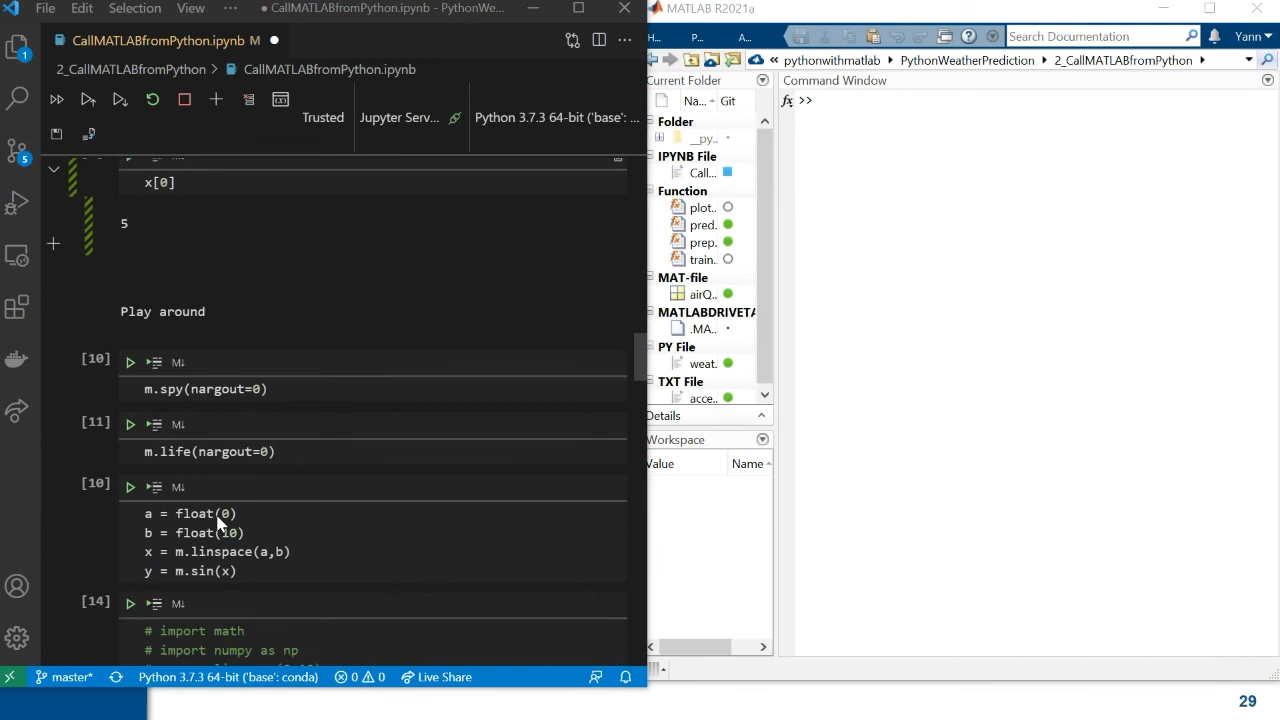 File Edit Selection View ··· ● CallMATLABfromPython.ipynb - PythonWe...
CallMATLABfromPython.ipynb M ●
2_CallMATLABfromPython > CallMATLABfromPython.ipynb
Trusted Jupyter Serv... Python 3.7.3 64-bit ('base': ...
x[0]
5
Play around
[10] M↓
m.spy(nargout=0)
[11] M↓
m.life(nargout=0)
[10] M↓
a = float(0)
b = float(10)
x = m.linspace(a,b)
y = m.sin(x)
[14] M↓
# import math
# import numpy as np
1
5
master* Python 3.7.3 64-bit ('base': conda) 0 0 Live Share
MATLAB R2021a
H... P... A... Search Documentation Yann
« pythonwithmatlab PythonWeatherPrediction 2_CallMATLABfromPython
Current Folder
Na... Git
Folder
__py..
IPYNB File
Call...
Function
plot..
pred.
prep.
train..
MAT-file
airQ..
MATLABDRIVETA
.MA..
PY File
weat.
TXT File
acce..
Details
Workspace
Value Name
Command Window
fx >>
29